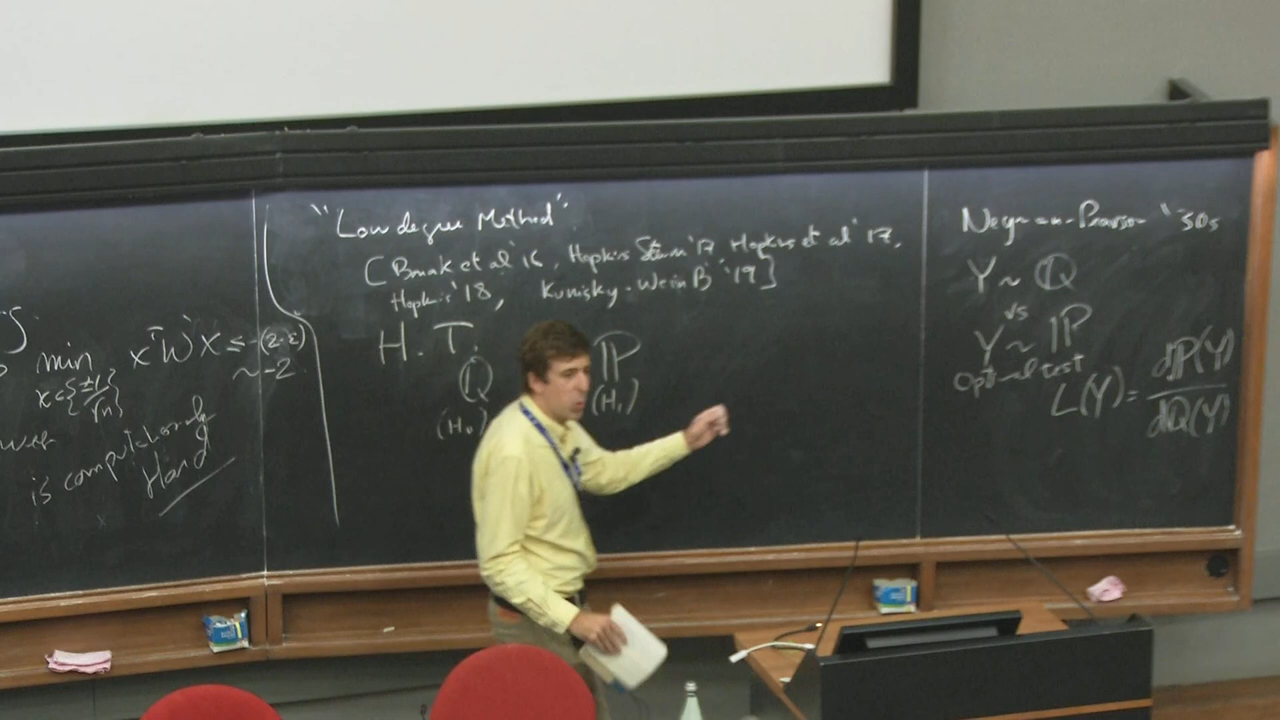 min x^T W x ≤ -(2-ε)
x∈{±1/√n}^n ~ -2
is computationally
Hard
"Low degree Method"
[Barak et al '16, Hopkins Steurer '17, Hopkins et al '17,
Hopkins '18, Kunisky-Wein B '19]
H. T.
Q ℙ
(H₀) (H₁)
Neyman-Pearson "30s
Y ~ Q
vs
Y ~ ℙ
Optimal test
L(Y) = dℙ(Y)
dQ(Y)